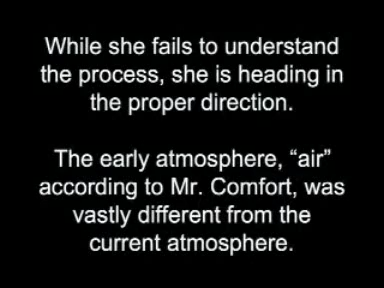 While she fails to understand
the process, she is heading in
the proper direction.
The early atmosphere, “air”
according to Mr. Comfort, was
vastly different from the
current atmosphere.